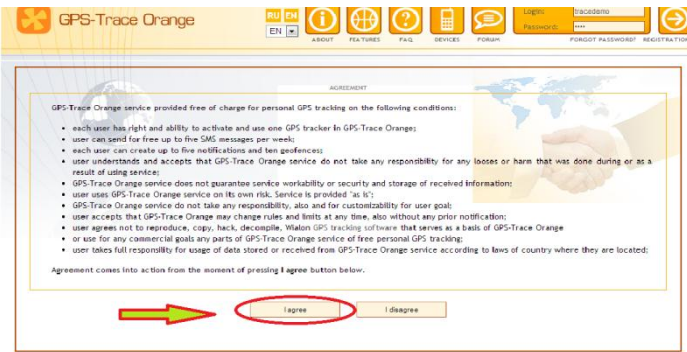 GPS-Trace Orange
RU EN
EN
ABOUT
FEATURES
FAQ
DEVICES
FORUM
Login:
tracedemo
Password:
****
FORGOT PASSWORD?
REGISTRATION
AGREEMENT
GPS-Trace Orange service provided free of charge for personal GPS tracking on the following conditions:
each user has right and ability to activate and use one GPS tracker in GPS-Trace Orange;
user can send for free up to five SMS messages per week;
each user can create up to five notifications and ten geofences;
user understands and accepts that GPS-Trace Orange service do not take any responsibility for any looses or harm that was done during or as a
result of using service;
GPS-Trace Orange service does not guarantee service workability or security and storage of received information;
user uses GPS-Trace Orange service on its own risk. Service is provided "as is";
GPS-Trace Orange service do not take any responsibility, also and for customizability for user goal;
user accepts that GPS-Trace Orange may change rules and limits at any time, also without any prior notification;
user agrees not to reproduce, copy, hack, decompile, Wialon GPS tracking software that serves as a basis of GPS-Trace Orange
or use for any commercial goals any parts of GPS-Trace Orange service of free personal GPS tracking;
user takes full responsility for usage of data stored or received from GPS-Trace Orange service according to laws of country where they are located;
Agreement comes into action from the moment of pressing I agree button below.
I agree
I disagree